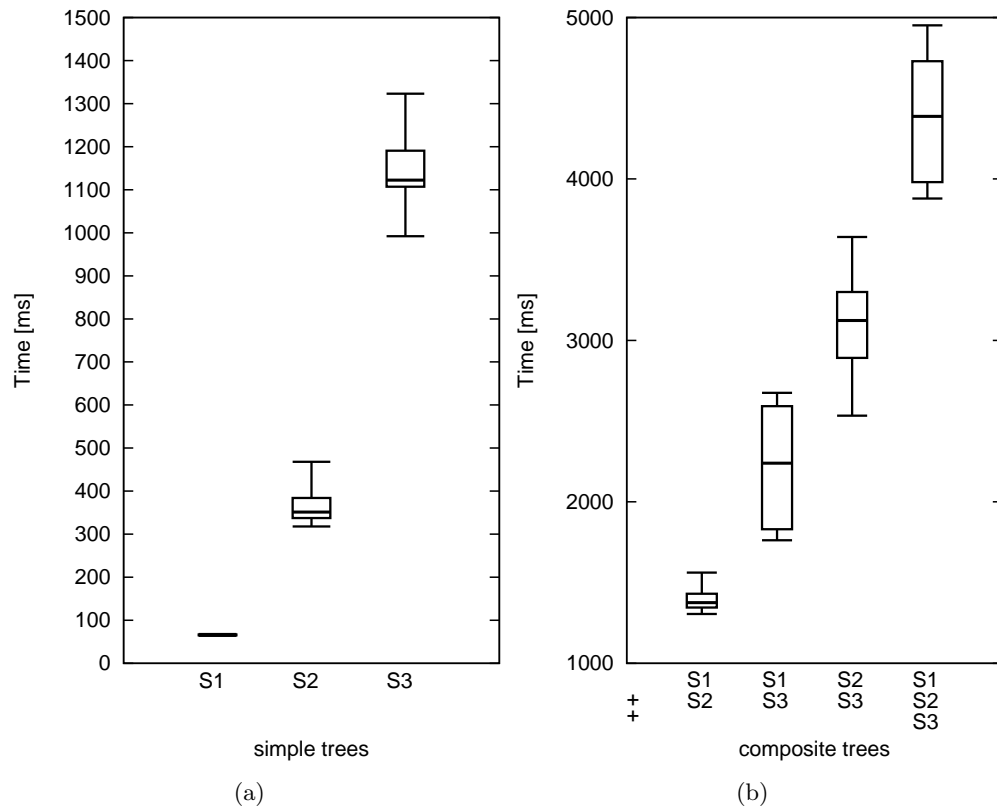 1500
1400
1300
1200
1100
1000
900
800
700
600
500
400
300
200
100
0
Time [ms]
S1 S2 S3
simple trees
(a)
5000
4000
3000
2000
1000
Time [ms]
S1 S1 S2 S1
+ S2 S3 S3 S2
+ S3
composite trees
(b)